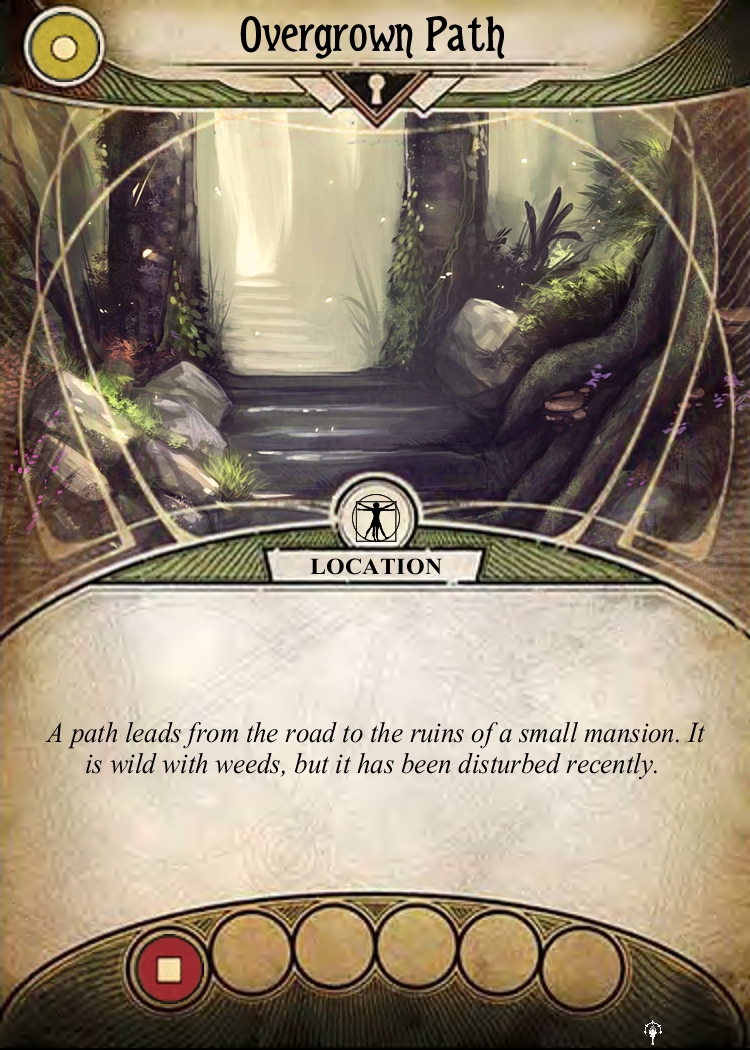 Overgrown Path
LOCATION
A path leads from the road to the ruins of a small mansion. It
is wild with weeds, but it has been disturbed recently.